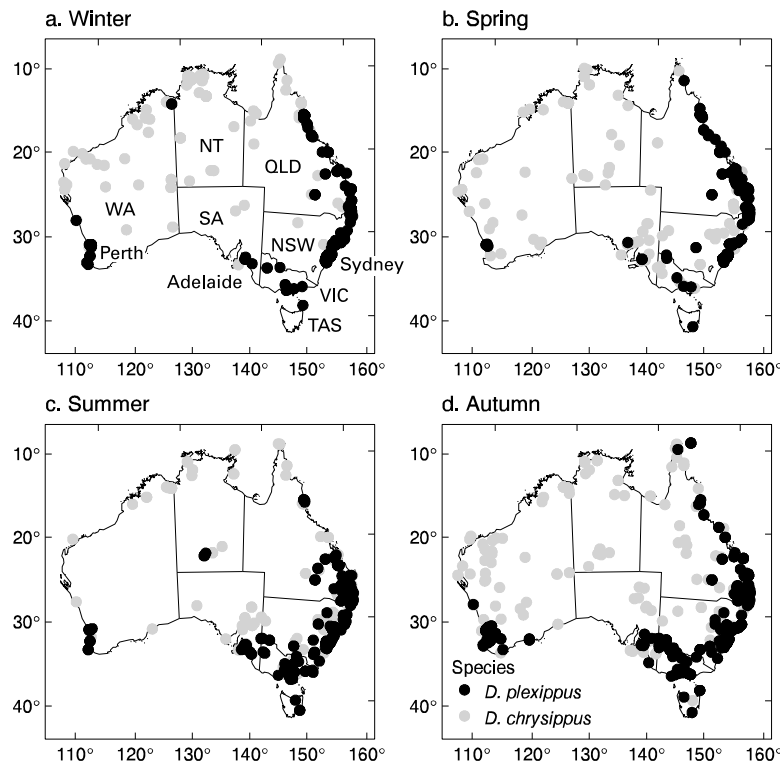 a. Winter
b. Spring
10°
20°
30°
40°
NT
QLD
WA
SA
NSW
Perth
Sydney
Adelaide
VIC
TAS
110° 120° 130° 140° 150° 160°
10°
20°
30°
40°
110° 120° 130° 140° 150° 160°
c. Summer
d. Autumn
10°
20°
30°
40°
110° 120° 130° 140° 150° 160°
10°
20°
30°
40°
Species
D. plexippus
D. chrysippus
110° 120° 130° 140° 150° 160°